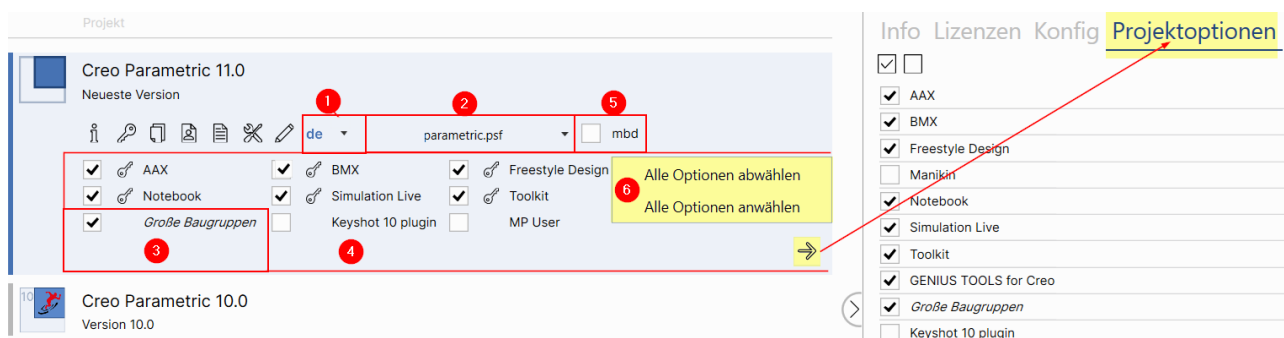 Projekt
Creo Parametric 11.0
Neueste Version
1
2
5
de
parametric.psf
mbd
AAX
BMX
Freestyle Design
Notebook
Simulation Live
Toolkit
Große Baugruppen
Keyshot 10 plugin
MP User
6
Alle Optionen abwählen
Alle Optionen anwählen
3
4
10
Creo Parametric 10.0
Version 10.0
Info Lizenzen Konfig Projektoptionen
AAX
BMX
Freestyle Design
Manikin
Notebook
Simulation Live
Toolkit
GENIUS TOOLS for Creo
Große Baugruppen
Keyshot 10 plugin